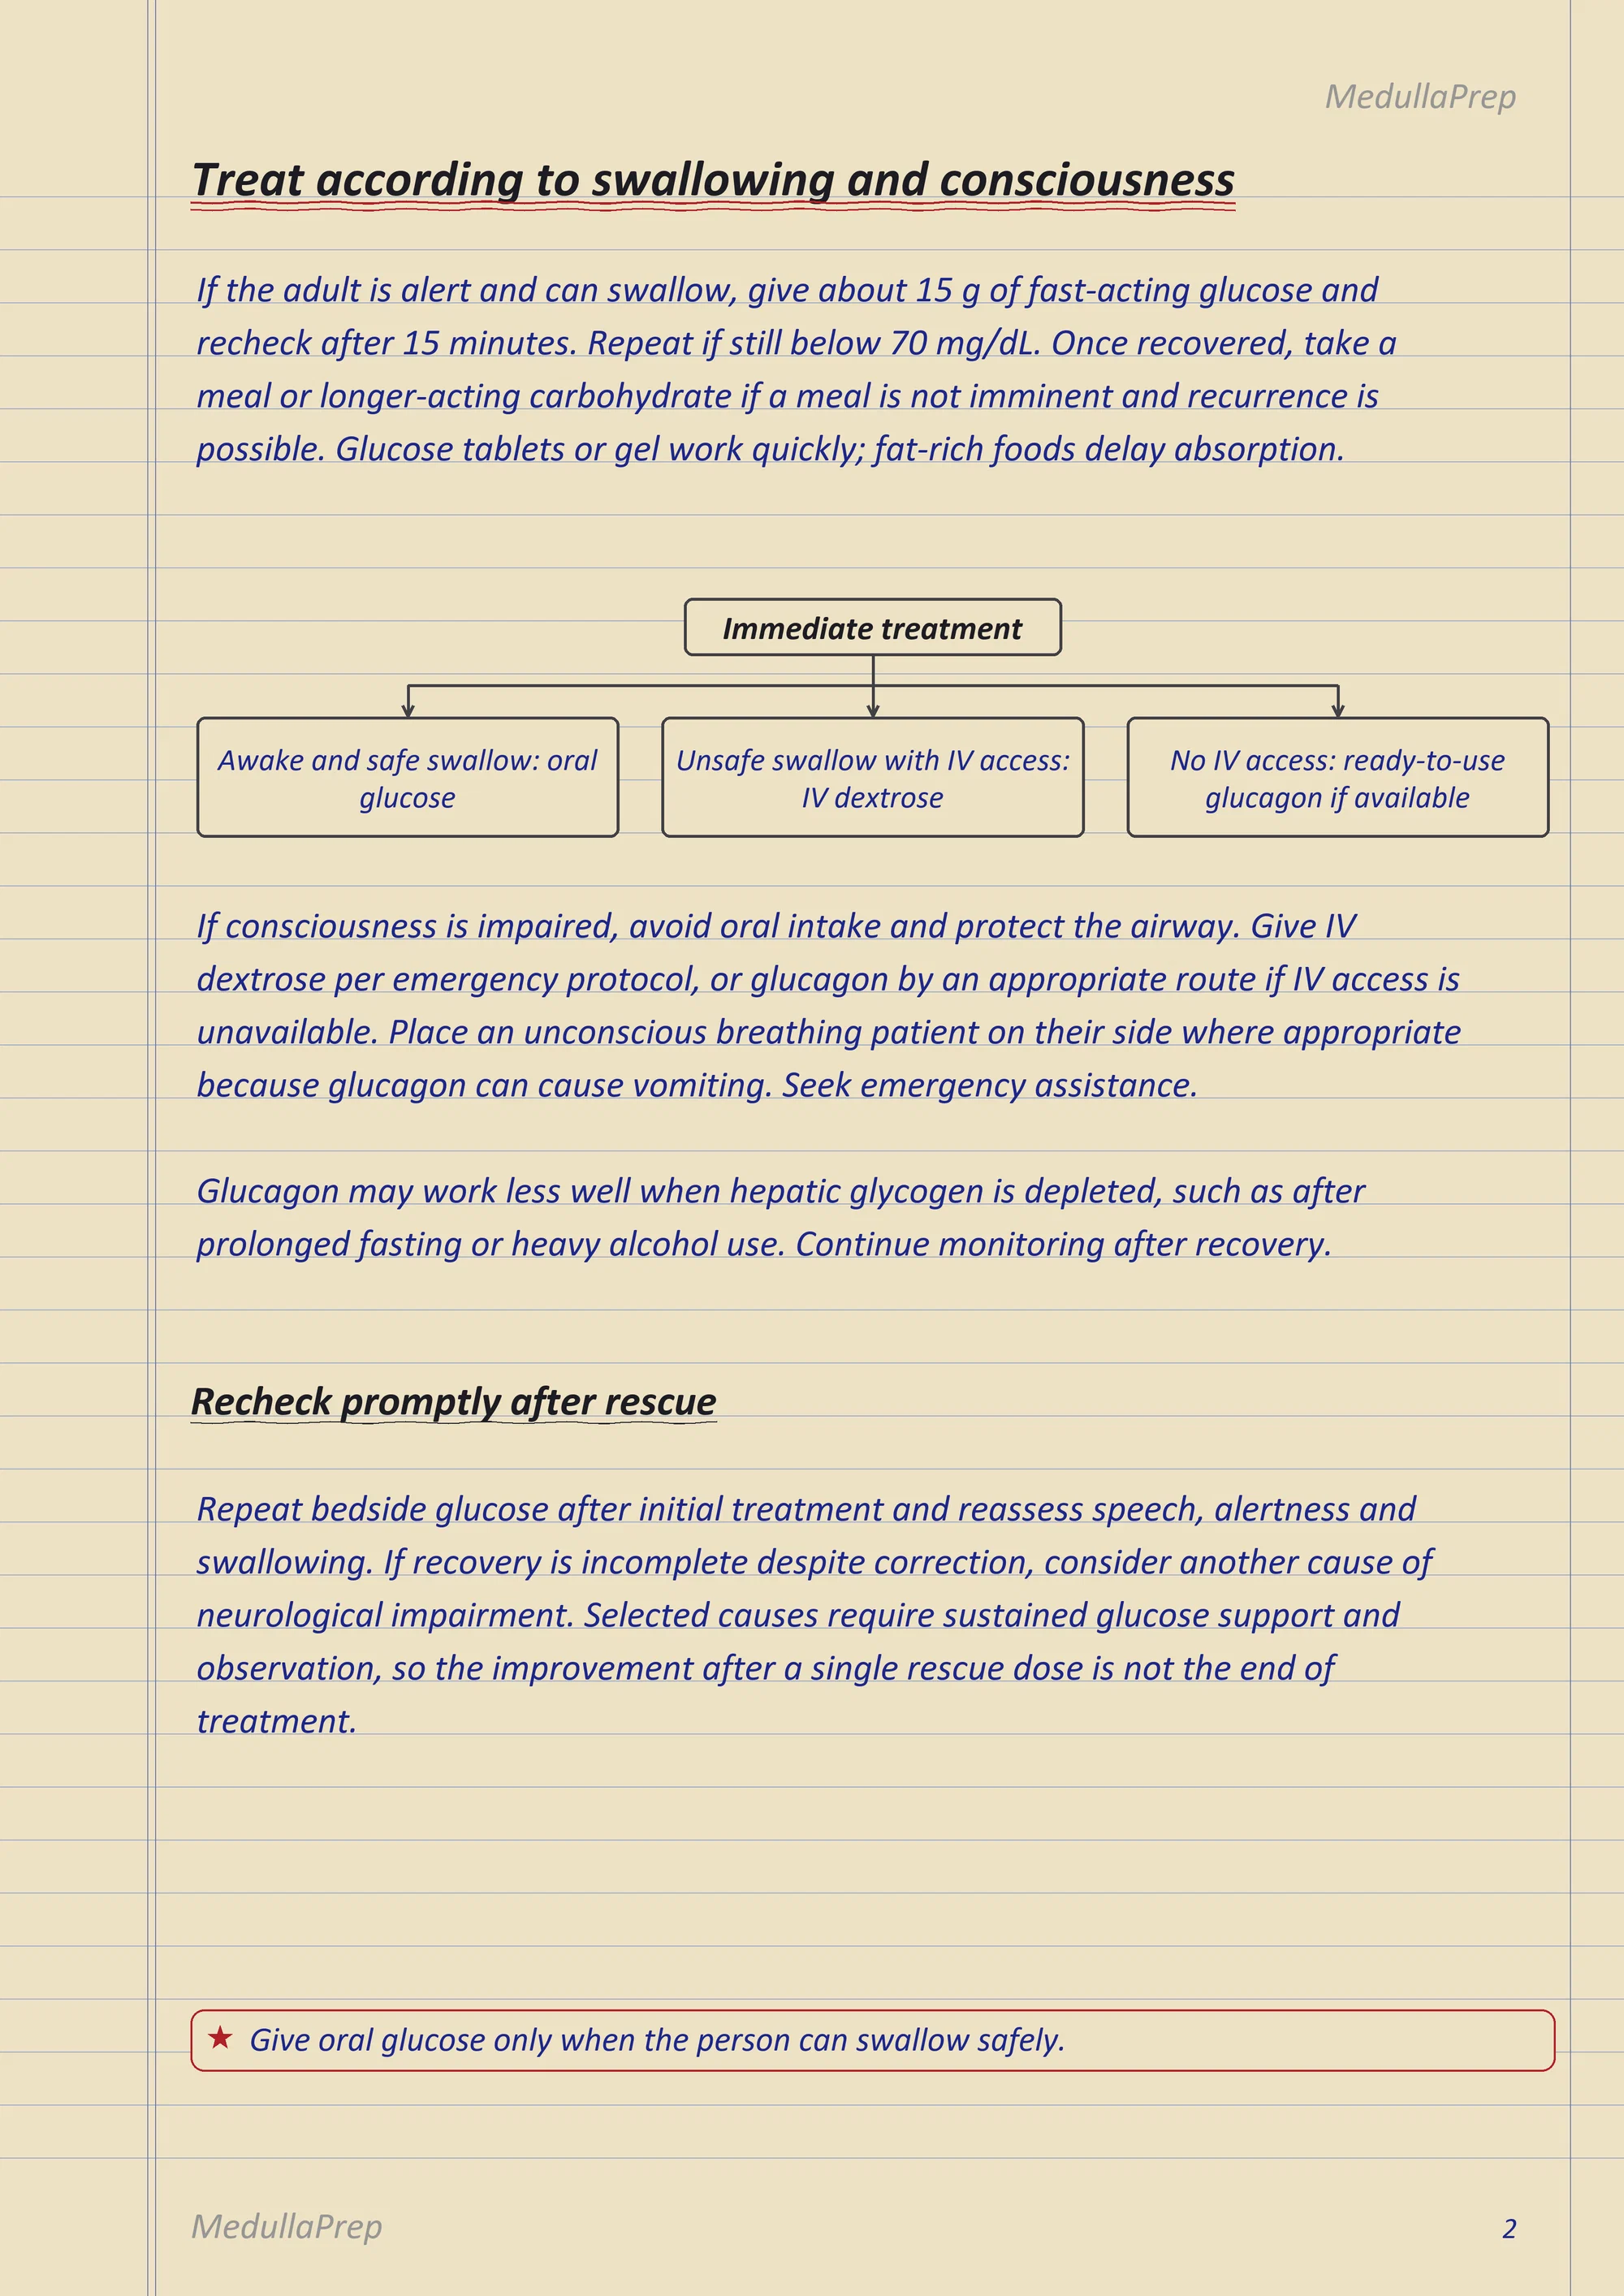 MedullaPrep
Treat according to swallowing and consciousness
If the adult is alert and can swallow, give about 15 g of fast-acting glucose and
recheck after 15 minutes. Repeat if still below 70 mg/dL. Once recovered, take a
meal or longer-acting carbohydrate if a meal is not imminent and recurrence is
possible. Glucose tablets or gel work quickly; fat-rich foods delay absorption.
Immediate treatment
Awake and safe swallow: oral
glucose
Unsafe swallow with IV access:
IV dextrose
No IV access: ready-to-use
glucagon if available
If consciousness is impaired, avoid oral intake and protect the airway. Give IV
dextrose per emergency protocol, or glucagon by an appropriate route if IV access is
unavailable. Place an unconscious breathing patient on their side where appropriate
because glucagon can cause vomiting. Seek emergency assistance.
Glucagon may work less well when hepatic glycogen is depleted, such as after
prolonged fasting or heavy alcohol use. Continue monitoring after recovery.
Recheck promptly after rescue
Repeat bedside glucose after initial treatment and reassess speech, alertness and
swallowing. If recovery is incomplete despite correction, consider another cause of
neurological impairment. Selected causes require sustained glucose support and
observation, so the improvement after a single rescue dose is not the end of
treatment.
★ Give oral glucose only when the person can swallow safely.
MedullaPrep
2